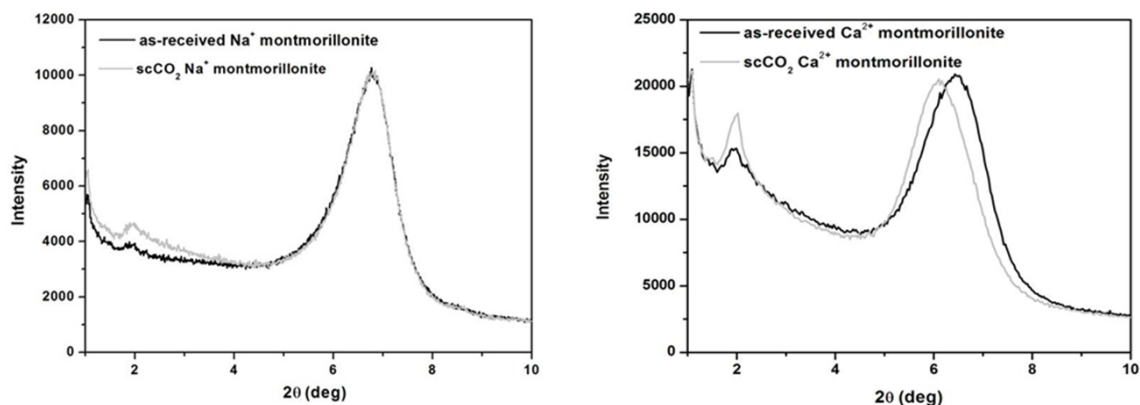 12000
10000
8000
6000
4000
2000
0
Intensity
as-received Na⁺ montmorillonite
scCO₂ Na⁺ montmorillonite
2 4 6 8 10
2θ (deg)
25000
20000
15000
10000
5000
0
Intensity
as-received Ca²⁺ montmorillonite
scCO₂ Ca²⁺ montmorillonite
2 4 6 8 10
2θ (deg)